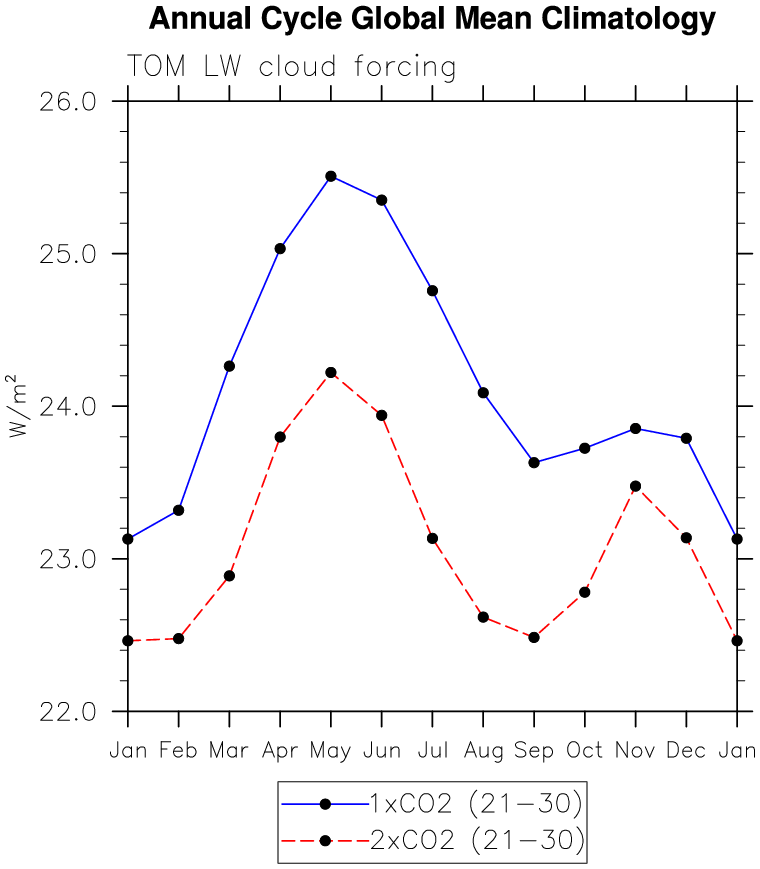 Annual Cycle Global Mean Climatology
TOM LW cloud forcing
26.0
25.0
24.0
23.0
22.0
W/m²
Jan Feb Mar Apr May Jun Jul Aug Sep Oct Nov Dec Jan
1xCO2 (21-30)
2xCO2 (21-30)